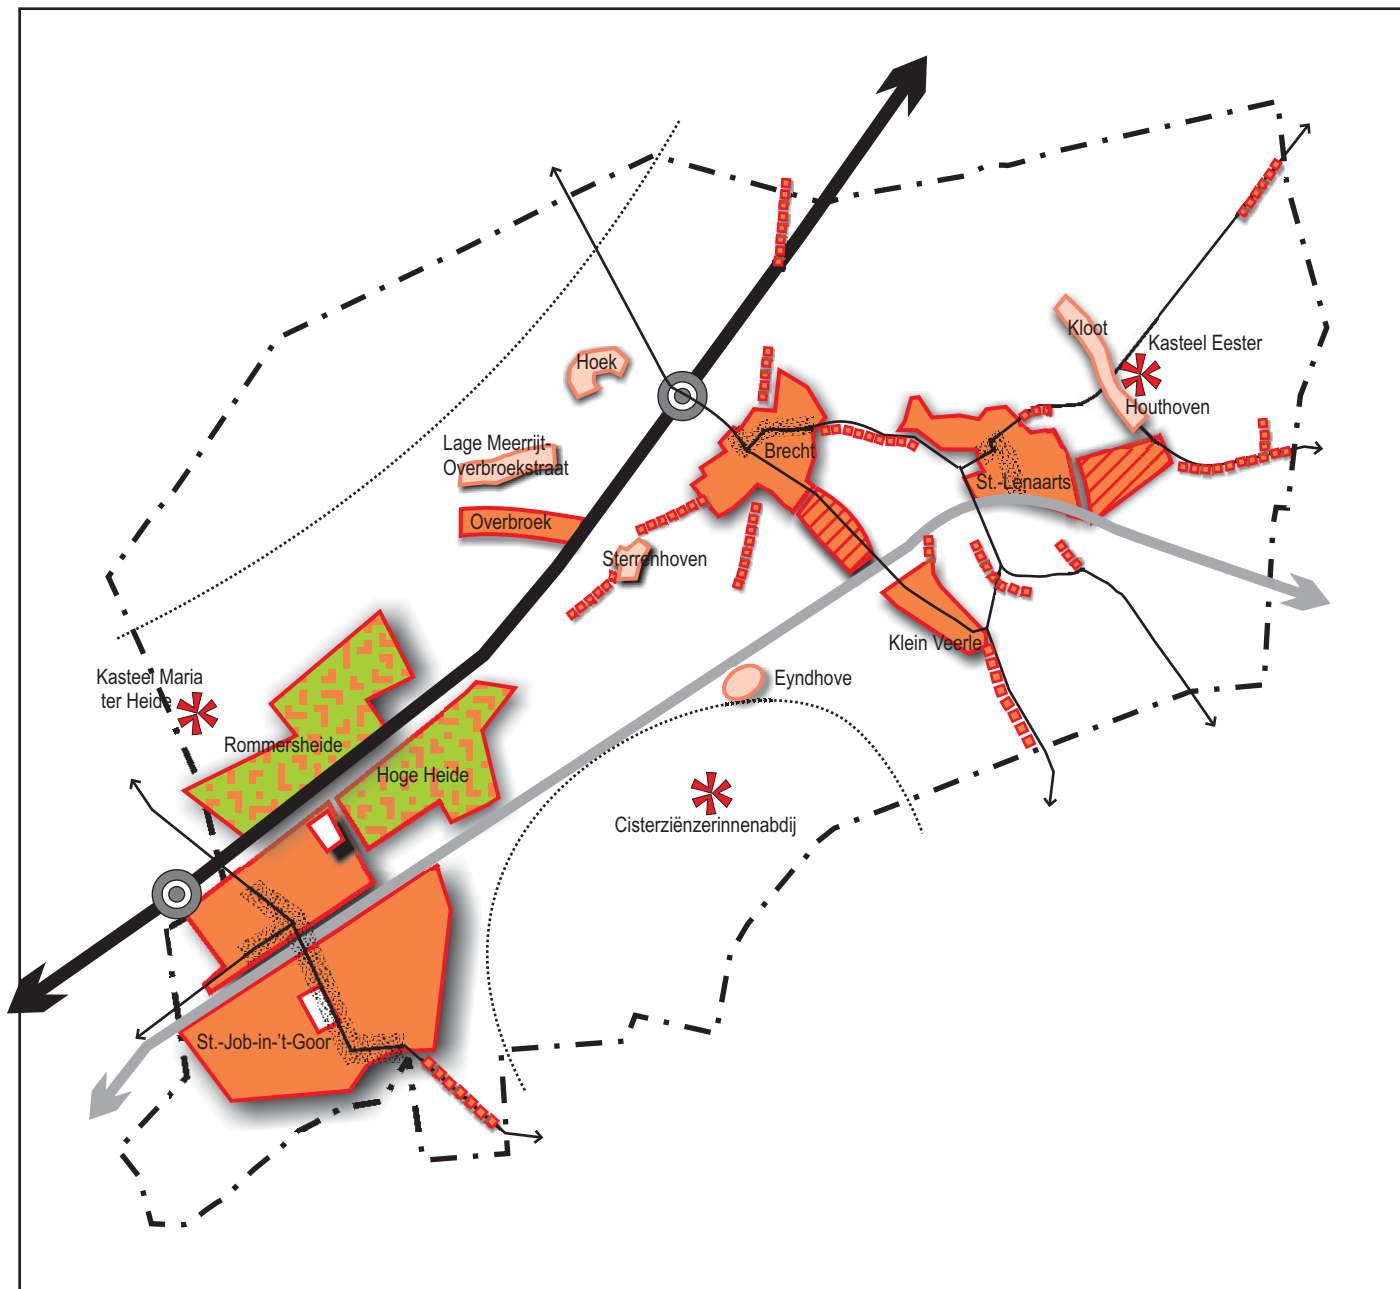 Kloot
Kasteel Eester
Hoek
Houthoven
Lage Meerrijt-
Overbroekstraat
Brecht
St.-Lenaarts
Overbroek
Sterrenhoven
Klein Veerle
Kasteel Maria
ter Heide
Eyndhove
Rommersheide
Hoge Heide
Cisterziënzerinnenabdij
St.-Job-in-'t-Goor